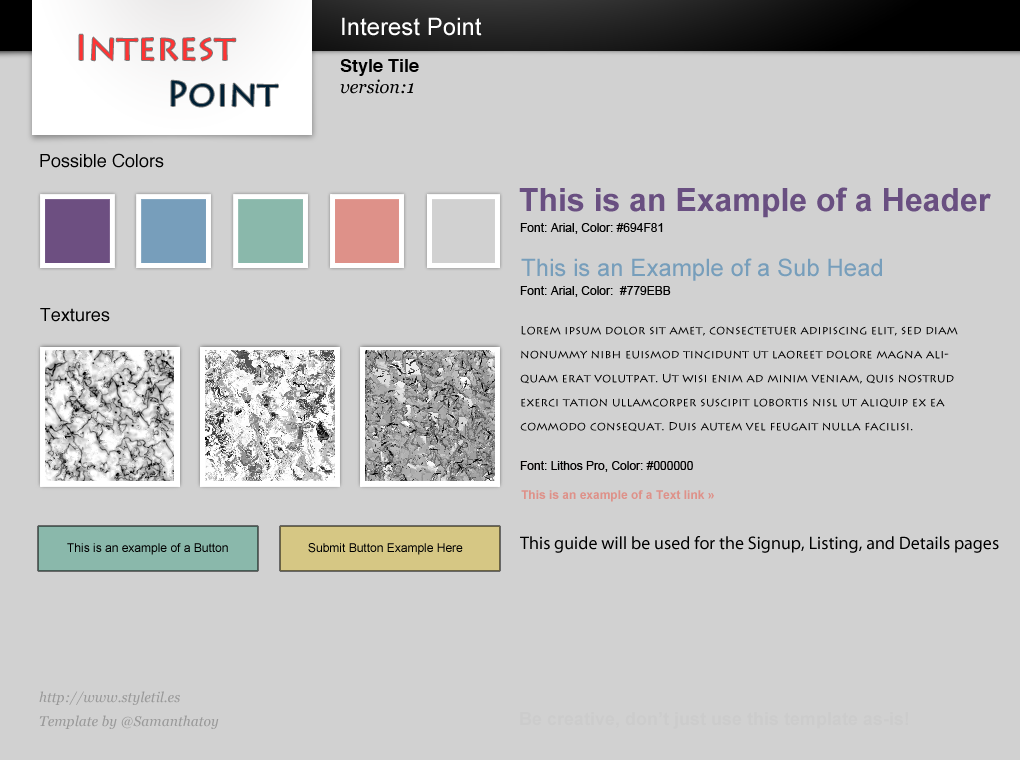 Interest Point
Interest
Point
Style Tile
version:1
Possible Colors
This is an Example of a Header
Font: Arial, Color: #694F81
This is an Example of a Sub Head
Font: Arial, Color: #779EBB
Textures
Lorem ipsum dolor sit amet, consectetuer adipiscing elit, sed diam
nonummy nibh euismod tincidunt ut laoreet dolore magna ali-
quam erat volutpat. Ut wisi enim ad minim veniam, quis nostrud
exerci tation ullamcorper suscipit lobortis nisl ut aliquip ex ea
commodo consequat. Duis autem vel feugait nulla facilisi.
Font: Lithos Pro, Color: #000000
This is an example of a Text link »
This is an example of a Button
Submit Button Example Here
This guide will be used for the Signup, Listing, and Details pages
http://www.styletil.es
Template by @Samanthatoy
Be creative, don't just use this template as-is!